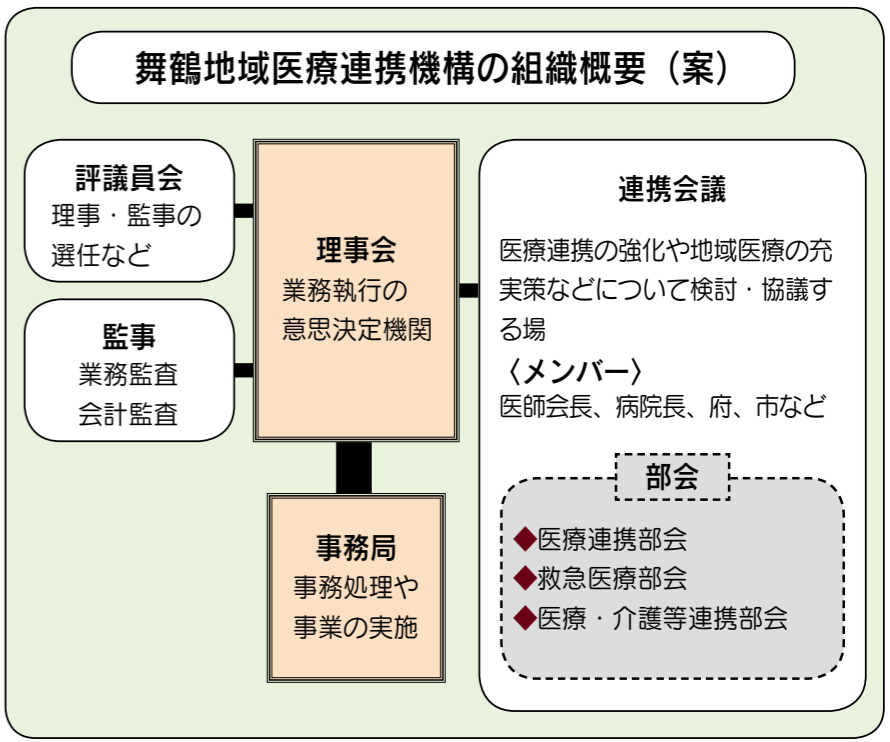 舞鶴地域医療連携機構の組織概要（案）
評議員会
理事・監事の
選任など
監事
業務監査
会計監査
理事会
業務執行の
意思決定機関
事務局
事務処理や
事業の実施
連携会議
医療連携の強化や地域医療の充
実策などについて検討・協議す
る場
〈メンバー〉
医師会長、病院長、府、市など
部会
◆医療連携部会
◆救急医療部会
◆医療・介護等連携部会